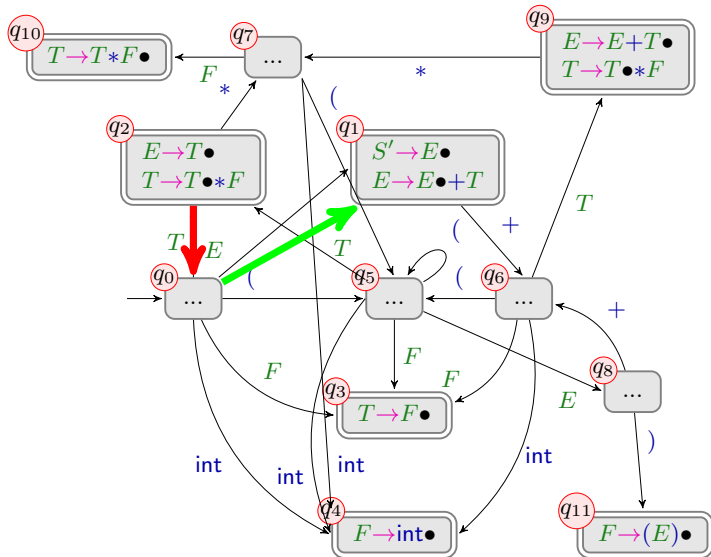 q10
T→T∗F●
q7
...
q9
E→E+T●
T→T●∗F
F
∗
∗
(
q2
E→T●
T→T●∗F
q1
S′→E●
E→E●+T
T
T
E
(
T
(
+
(
q0
...
q5
...
q6
...
+
F
F
F
q3
T→F●
q8
...
E
int
int
int
int
)
q4
F→int●
q11
F→(E)●